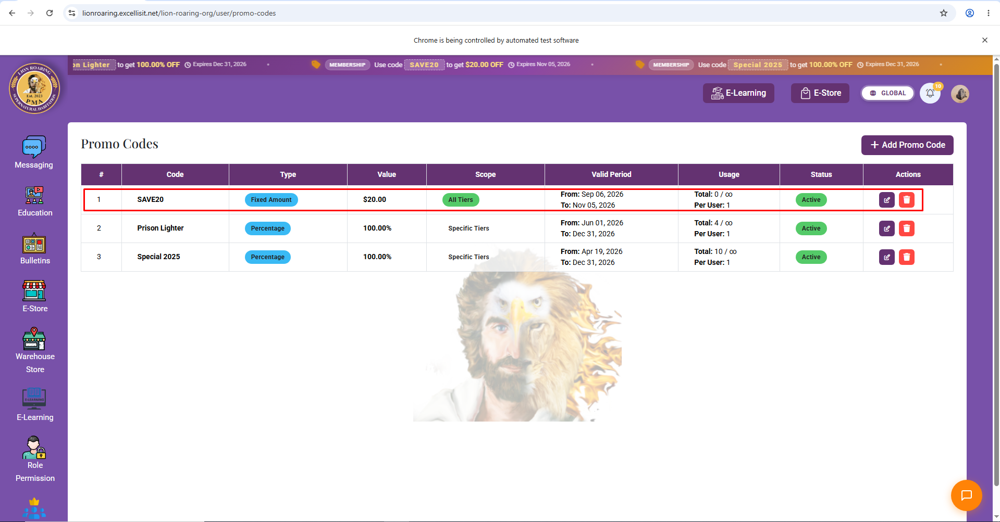 lionroaring.excellisit.net/lion-roaring-org/user/promo-codes
Chrome is being controlled by automated test software
on Lighter to get 100.00% OFF Expires Dec 31, 2026 • MEMBERSHIP Use code SAVE20 to get $20.00 OFF Expires Nov 05, 2026 • MEMBERSHIP Use code Special 2025 to get 100.00% OFF Expires Dec 31, 2026 •
LION ROARING
Est. 2023
PMA
SUPERNATURAL HABITATION
E-Learning E-Store GLOBAL 10
Messaging
Education
Bulletins
E-Store
Warehouse
Store
E-LEARNING
E-Learning
Role
Permission
Promo Codes
+ Add Promo Code
# Code Type Value Scope Valid Period Usage Status Actions
1 SAVE20 Fixed Amount $20.00 All Tiers From: Sep 06, 2026 Total: 0 / ∞ Active
To: Nov 05, 2026 Per User: 1
2 Prison Lighter Percentage 100.00% Specific Tiers From: Jun 01, 2026 Total: 4 / ∞ Active
To: Dec 31, 2026 Per User: 1
3 Special 2025 Percentage 100.00% Specific Tiers From: Apr 19, 2026 Total: 10 / ∞ Active
To: Dec 31, 2026 Per User: 1